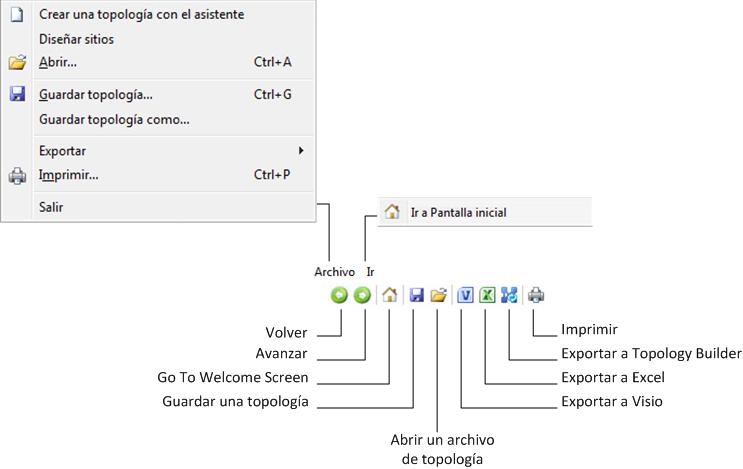 Crear una topología con el asistente
Diseñar sitios
Abrir... Ctrl+A
Guardar topología... Ctrl+G
Guardar topología como...
Exportar
Imprimir... Ctrl+P
Salir
Ir a Pantalla inicial
Archivo Ir
Volver
Avanzar
Go To Welcome Screen
Guardar una topología
Abrir un archivo
de topología
Imprimir
Exportar a Topology Builder
Exportar a Excel
Exportar a Visio